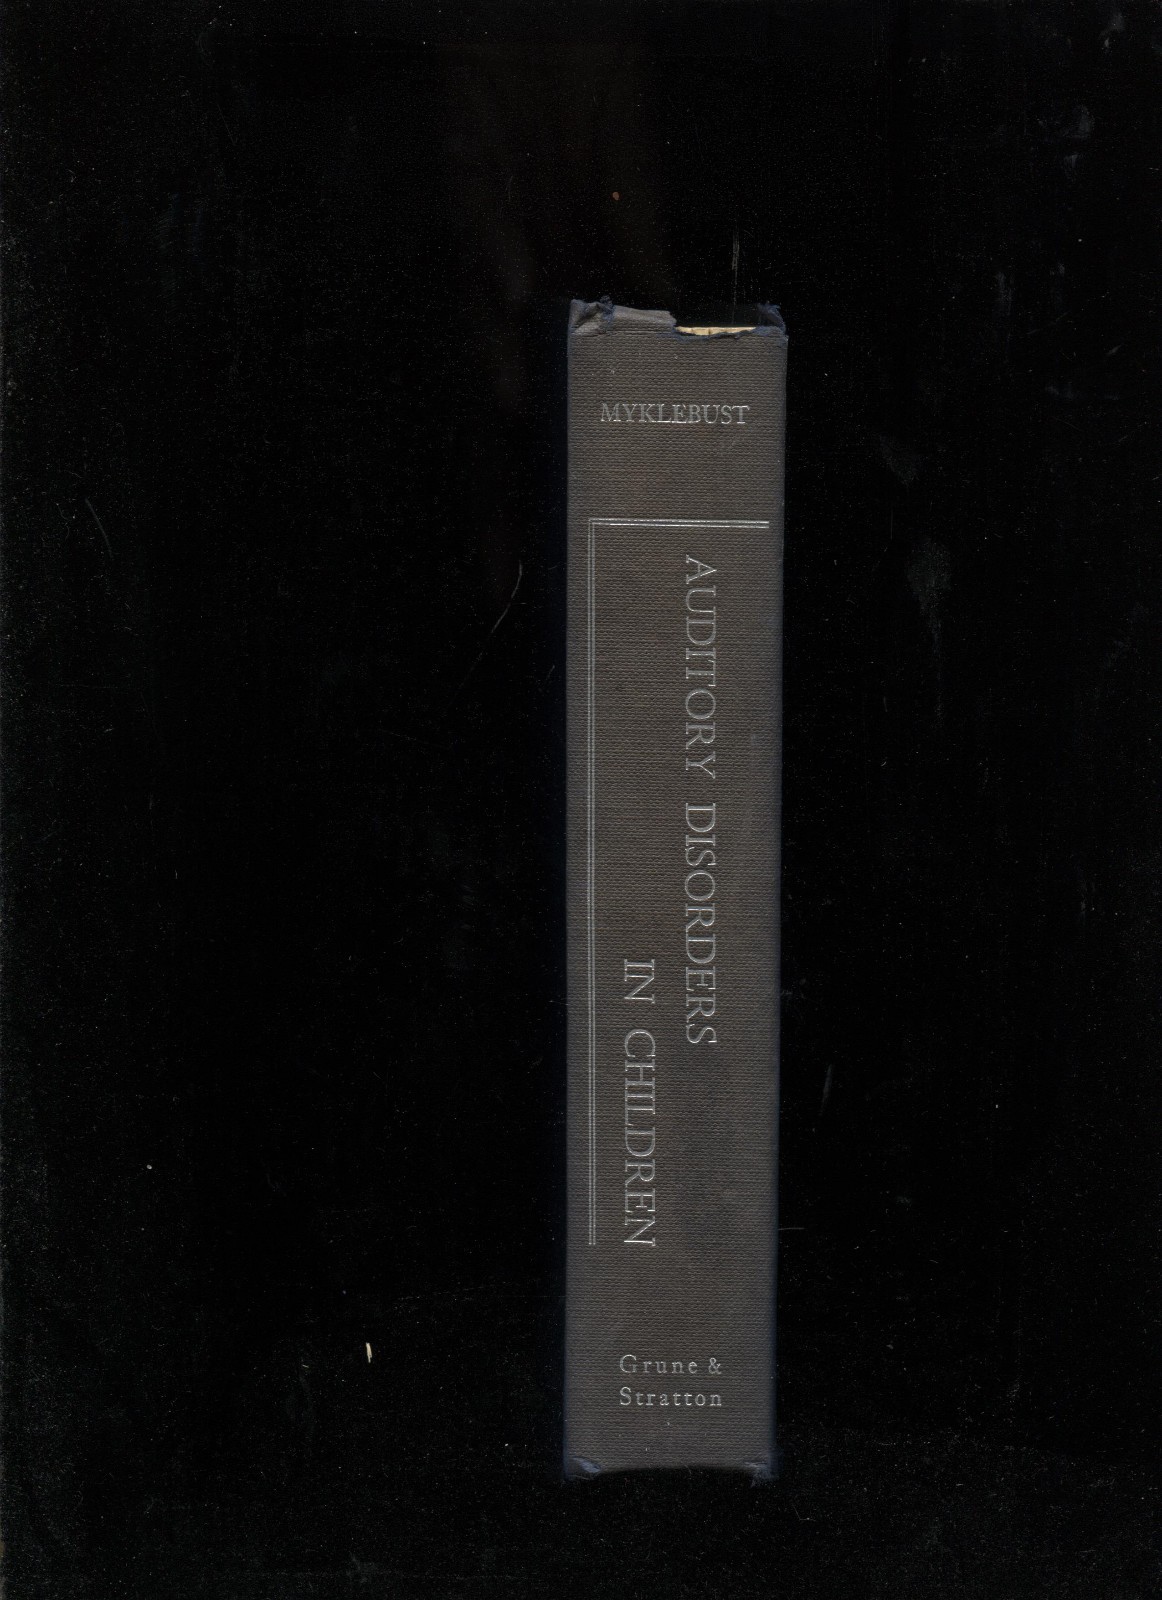 MYKLEBUST
AUDITORY DISORDERS
IN CHILDREN
Grune &
Stratton